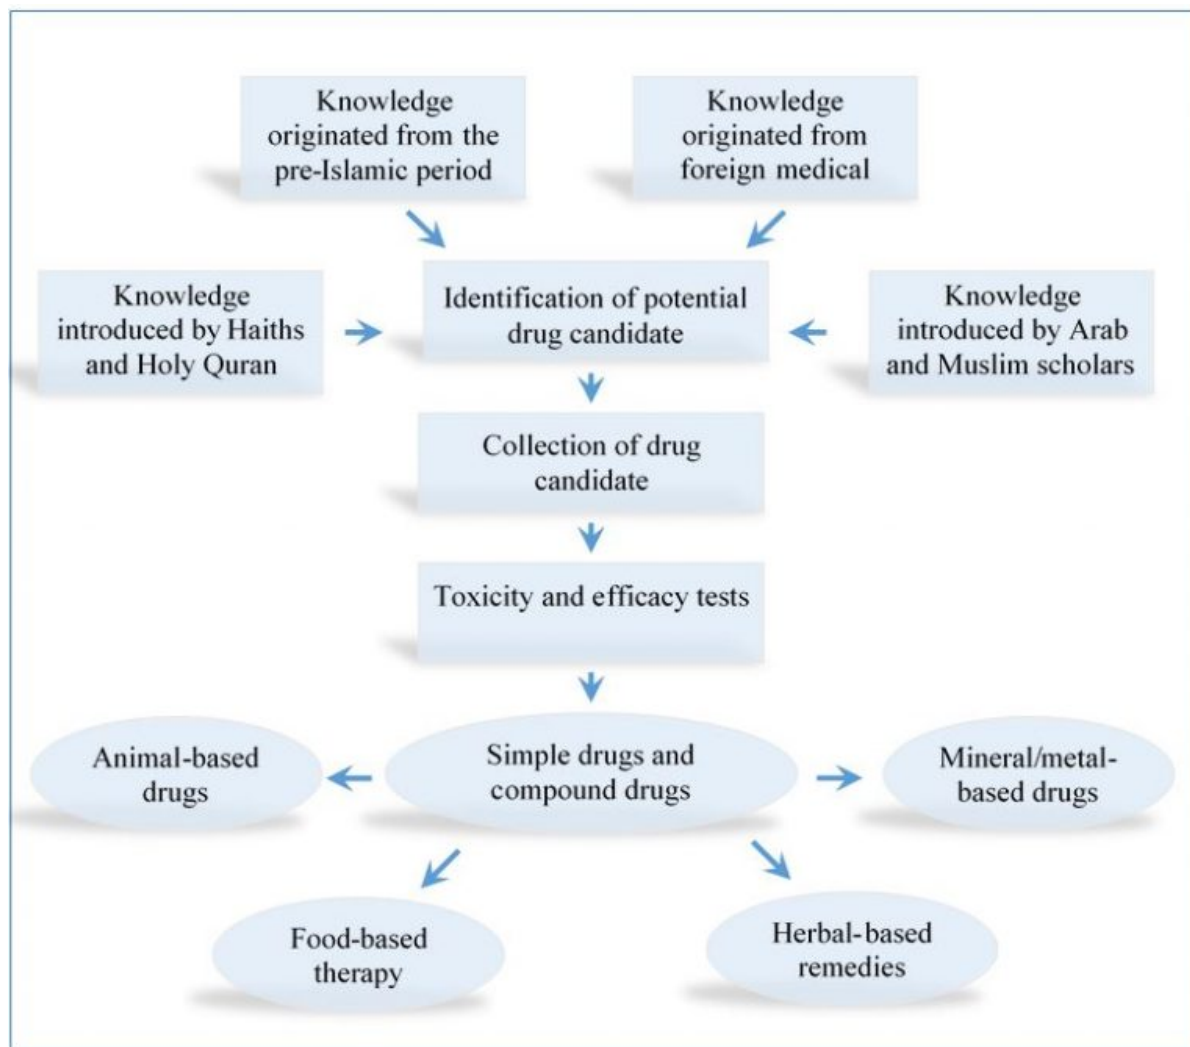 Knowledge
originated from the
pre-Islamic period
Knowledge
originated from
foreign medical
Knowledge
introduced by Haiths
and Holy Quran
Identification of potential
drug candidate
Knowledge
introduced by Arab
and Muslim scholars
Collection of drug
candidate
Toxicity and efficacy tests
Animal-based
drugs
Simple drugs and
compound drugs
Mineral/metal-
based drugs
Food-based
therapy
Herbal-based
remedies